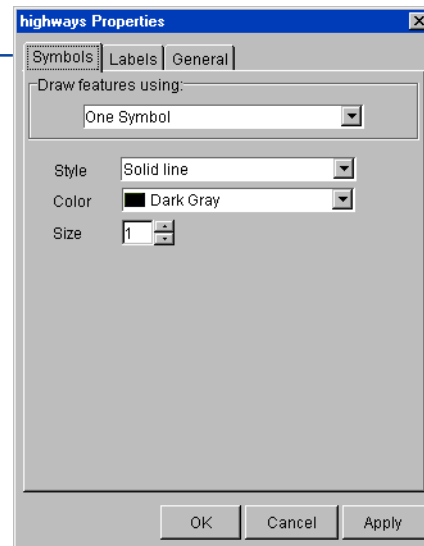 highways Properties
Symbols Labels General
Draw features using:
One Symbol
Style Solid line
Color Dark Gray
Size 1
OK Cancel Apply